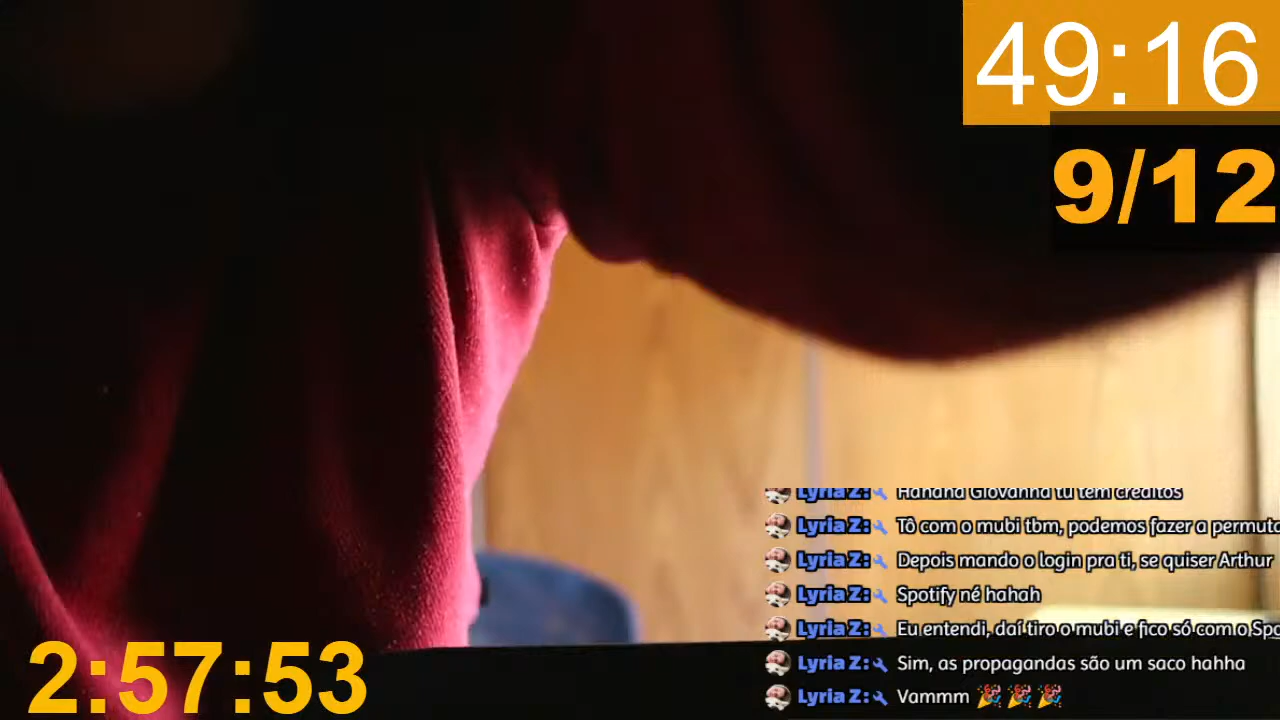 49:16
9/12
Lyria Z: Hahaha Giovanna tu tem creditos
Lyria Z: Tô com o mubi tbm, podemos fazer a permuta
Lyria Z: Depois mando o login pra ti, se quiser Arthur
Lyria Z: Spotify né hahah
Lyria Z: Eu entendi, daí tiro o mubi e fico só com o
Lyria Z: Sim, as propagandas são um saco hahha
Lyria Z: Vammm 🎉 🎉 🎉
2:57:53